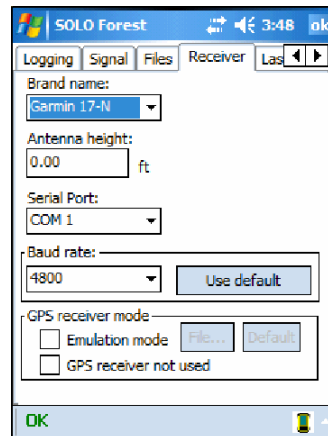 SOLO Forest 3:48 ok
Logging Signal Files Receiver Las
Brand name:
Garmin 17-N
Antenna height:
0.00 ft
Serial Port:
COM 1
Baud rate:
4800 Use default
GPS receiver mode
Emulation mode File... Default
GPS receiver not used
OK